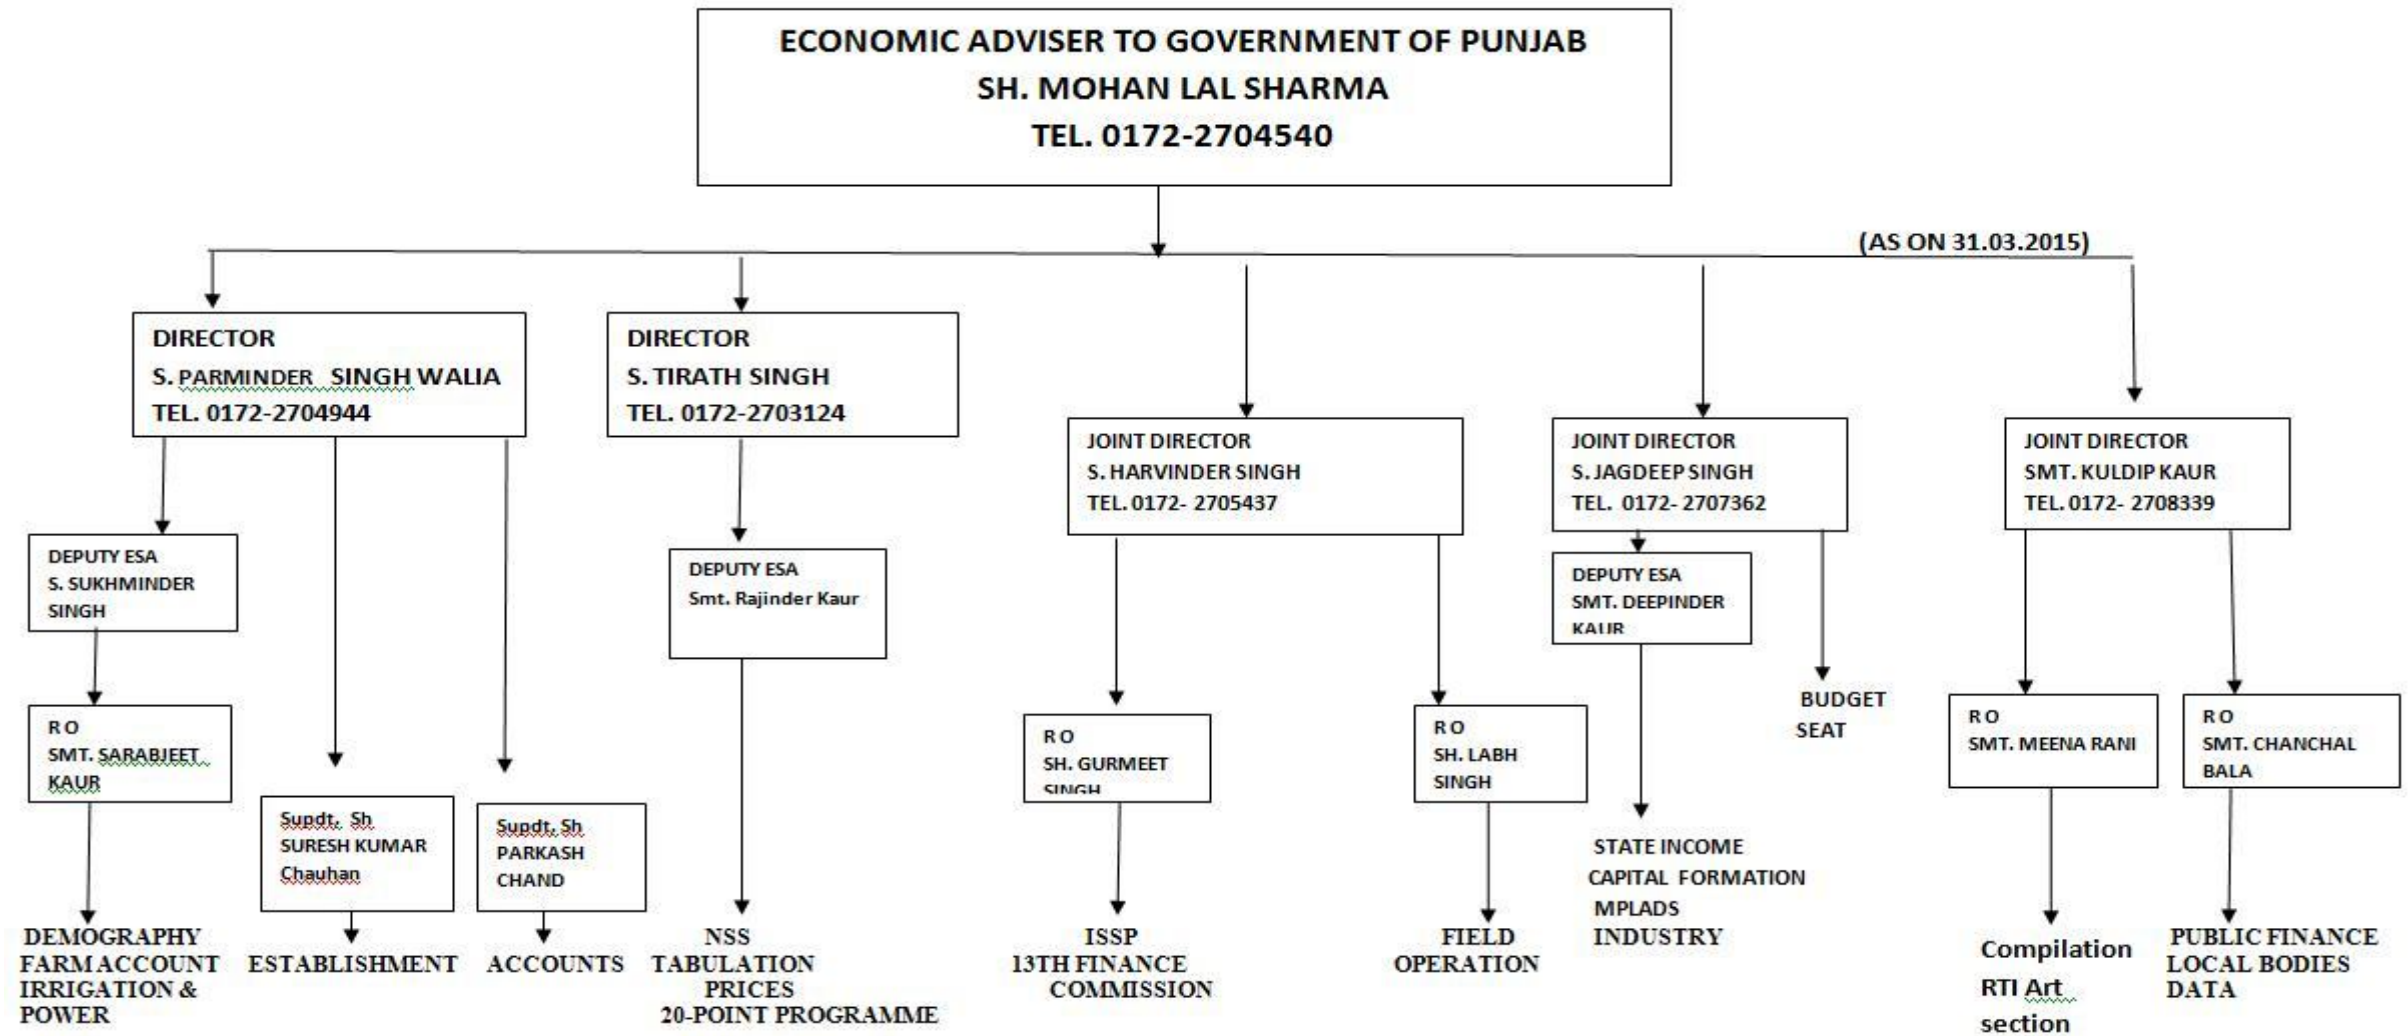 ECONOMIC ADVISER TO GOVERNMENT OF PUNJAB
SH. MOHAN LAL SHARMA
TEL. 0172-2704540
(AS ON 31.03.2015)
DIRECTOR
S. PARMINDER SINGH WALIA
TEL. 0172-2704944
DIRECTOR
S. TIRATH SINGH
TEL. 0172-2703124
JOINT DIRECTOR
S. HARVINDER SINGH
TEL. 0172- 2705437
JOINT DIRECTOR
S. JAGDEEP SINGH
TEL. 0172- 2707362
JOINT DIRECTOR
SMT. KULDIP KAUR
TEL. 0172- 2708339
DEPUTY ESA
S. SUKHMINDER
SINGH
DEPUTY ESA
Smt. Rajinder Kaur
DEPUTY ESA
SMT. DEEPINDER
KAUR
R O
SMT. SARABJEET
KAUR
Supdt, Sh
SURESH KUMAR
Chauhan
Supdt, Sh
PARKASH
CHAND
R O
SH. GURMEET
SINGH
R O
SH. LABH
SINGH
BUDGET
SEAT
R O
SMT. MEENA RANI
R O
SMT. CHANCHAL
BALA
DEMOGRAPHY
FARM ACCOUNT
IRRIGATION &
POWER
ESTABLISHMENT
ACCOUNTS
NSS
TABULATION
PRICES
20-POINT PROGRAMME
ISSP
13TH FINANCE
COMMISSION
FIELD
OPERATION
STATE INCOME
CAPITAL FORMATION
MPLADS
INDUSTRY
Compilation
RTI Art
section
PUBLIC FINANCE
LOCAL BODIES
DATA